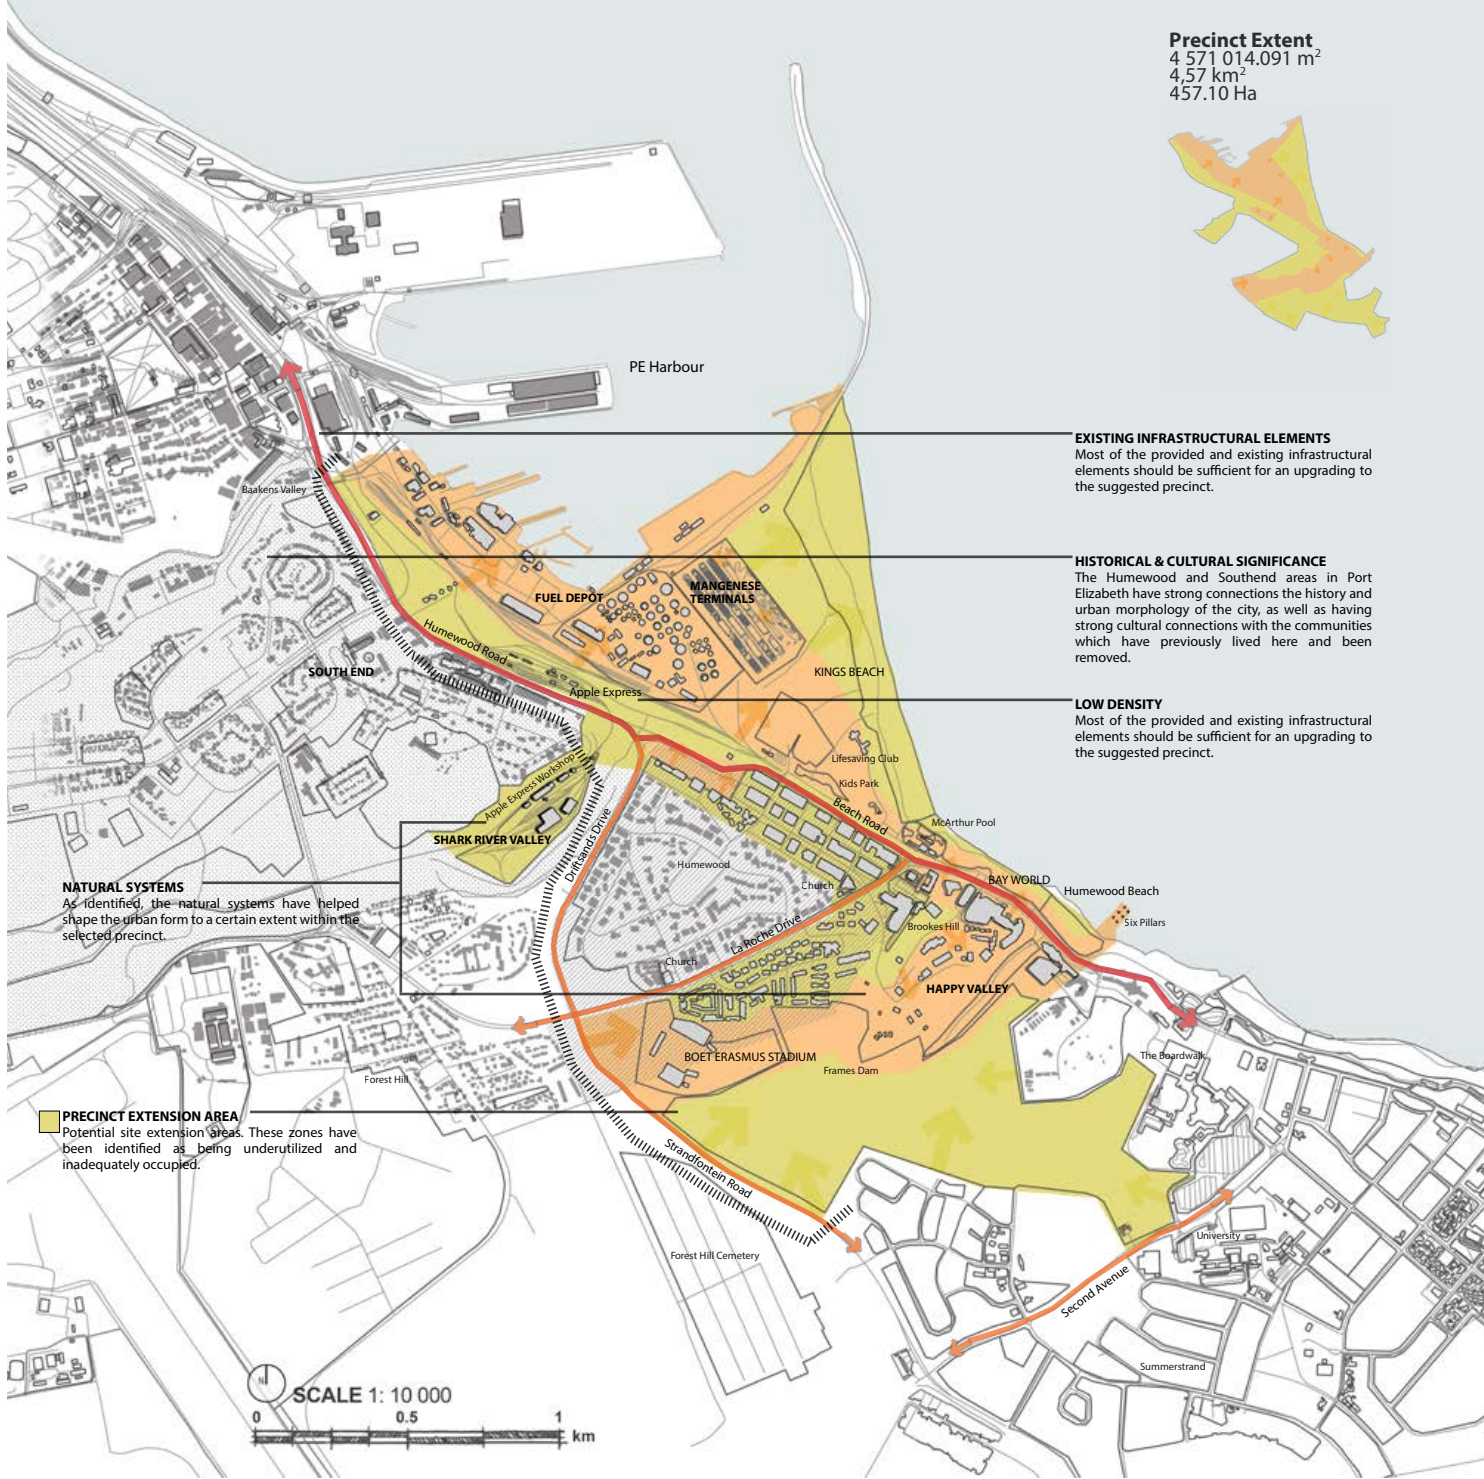 Precinct Extent
4 571 014.091 m²
4,57 km²
457.10 Ha
PE Harbour
EXISTING INFRASTRUCTURAL ELEMENTS
Most of the provided and existing infrastructural
elements should be sufficient for an upgrading to
the suggested precinct.
Baakens Valley
HISTORICAL & CULTURAL SIGNIFICANCE
The Humewood and Southend areas in Port
Elizabeth have strong connections the history and
urban morphology of the city, as well as having
strong cultural connections with the communities
which have previously lived here and been
removed.
FUEL DEPOT
MANGENESE
TERMINALS
Humewood Road
SOUTH END
KINGS BEACH
Apple Express
LOW DENSITY
Most of the provided and existing infrastructural
elements should be sufficient for an upgrading to
the suggested precinct.
Lifesaving Club
Kids Park
Apple Express Workshop
Beach Road
McArthur Pool
SHARK RIVER VALLEY
Driftsands Drive
Humewood
Church
BAY WORLD
Humewood Beach
NATURAL SYSTEMS
As identified, the natural systems have helped
shape the urban form to a certain extent within the
selected precinct.
Six Pillars
Brookes Hill
La Roche Drive
Church
HAPPY VALLEY
BOET ERASMUS STADIUM
The Boardwalk
Frames Dam
Forest Hill
PRECINCT EXTENSION AREA
Potential site extension areas. These zones have
been identified as being underutilized and
inadequately occupied.
Strandfontein Road
University
Forest Hill Cemetery
Second Avenue
Summerstrand
N
SCALE 1: 10 000
0 0.5 1
km